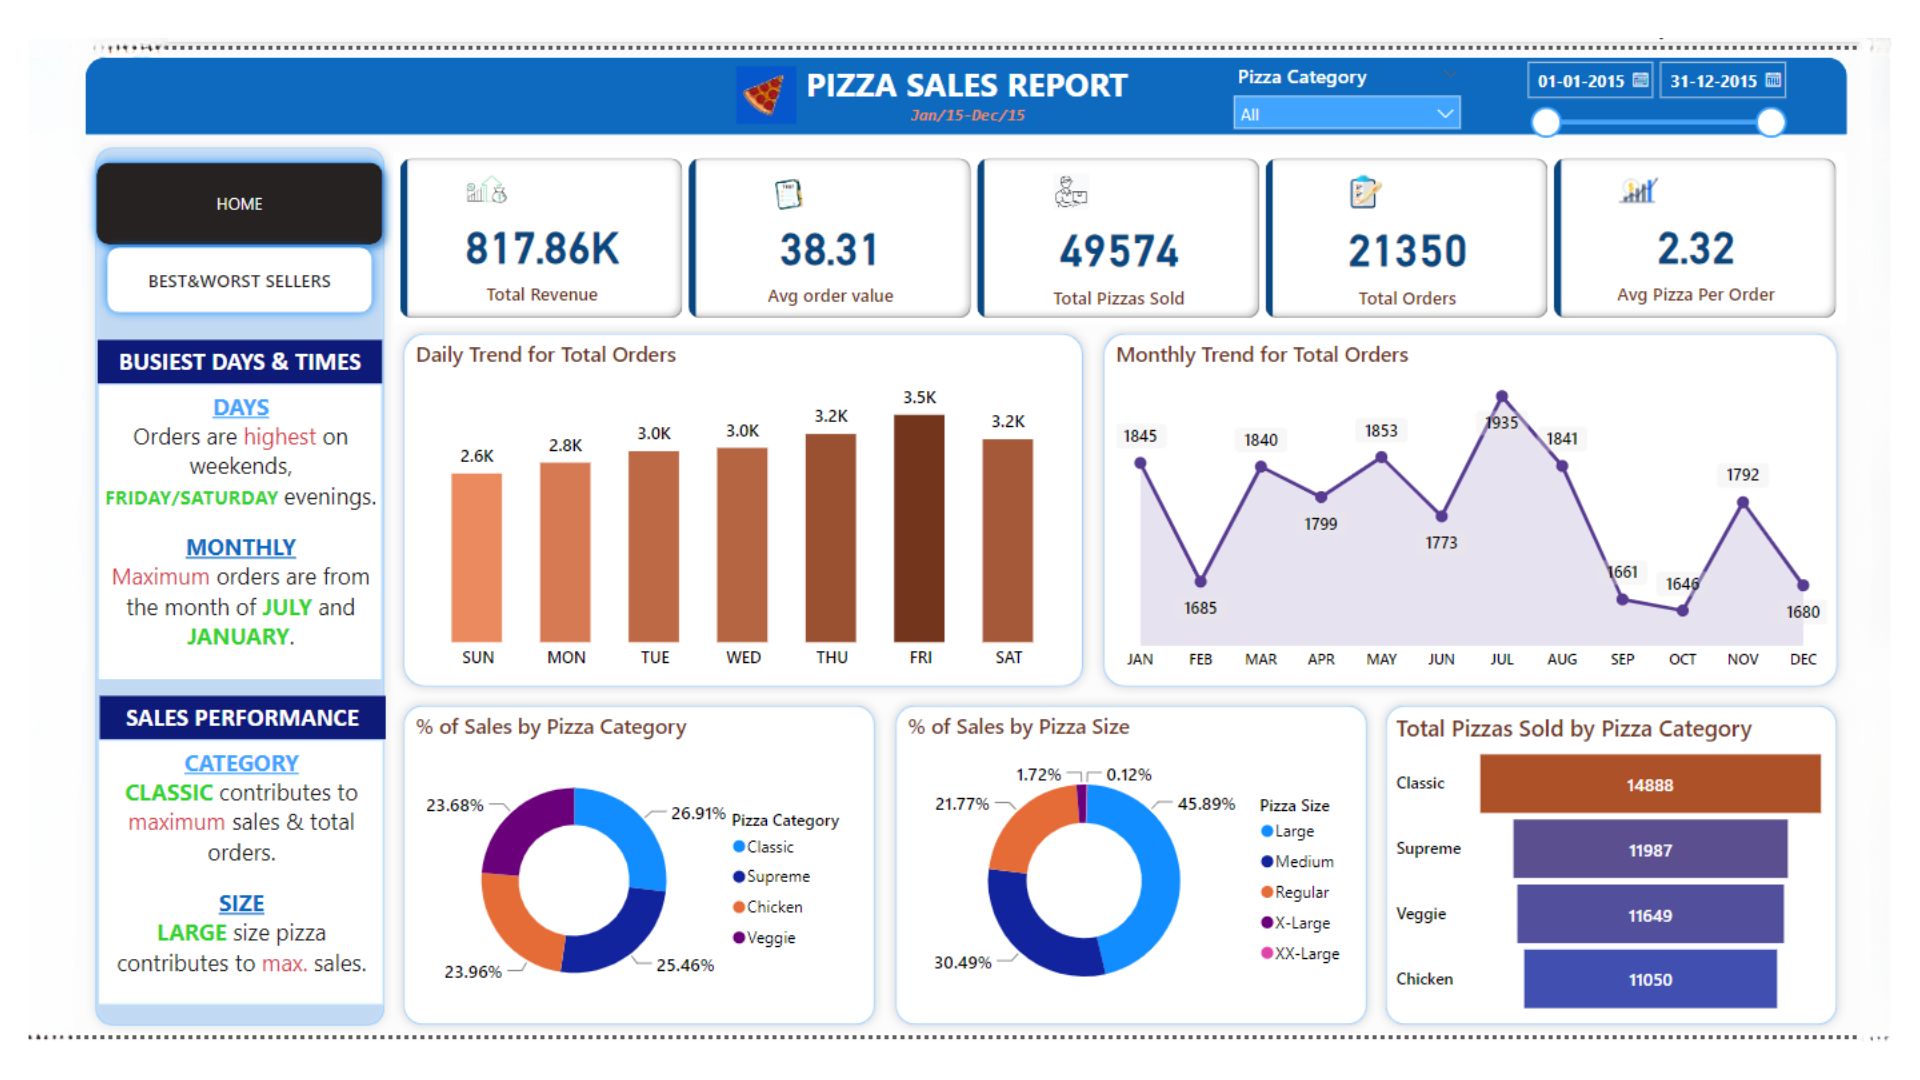 PIZZA SALES REPORT
Jan/15-Dec/15
Pizza Category
All
01-01-2015
31-12-2015
HOME
BEST&WORST SELLERS
817.86K
Total Revenue
38.31
Avg order value
49574
Total Pizzas Sold
21350
Total Orders
2.32
Avg Pizza Per Order
BUSIEST DAYS & TIMES
DAYS
Orders are highest on
weekends,
FRIDAY/SATURDAY evenings.
MONTHLY
Maximum orders are from
the month of JULY and
JANUARY.
SALES PERFORMANCE
CATEGORY
CLASSIC contributes to
maximum sales & total
orders.
SIZE
LARGE size pizza
contributes to max. sales.
Daily Trend for Total Orders
2.6K
2.8K
3.0K
3.0K
3.2K
3.5K
3.2K
SUN MON TUE WED THU FRI SAT
Monthly Trend for Total Orders
1845
1685
1840
1799
1853
1773
1935
1841
1661
1646
1792
1680
JAN FEB MAR APR MAY JUN JUL AUG SEP OCT NOV DEC
% of Sales by Pizza Category
23.68%
26.91%
23.96%
25.46%
Pizza Category
Classic
Supreme
Chicken
Veggie
% of Sales by Pizza Size
1.72%
0.12%
21.77%
45.89%
30.49%
Pizza Size
Large
Medium
Regular
X-Large
XX-Large
Total Pizzas Sold by Pizza Category
Classic 14888
Supreme 11987
Veggie 11649
Chicken 11050